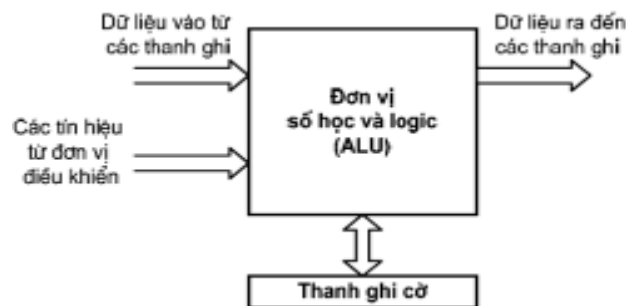 Dữ liệu vào từ
các thanh ghi
Dữ liệu ra đến
các thanh ghi
Đơn vị
số học và logic
(ALU)
Các tín hiệu
từ đơn vị
điều khiển
Thanh ghi cờ